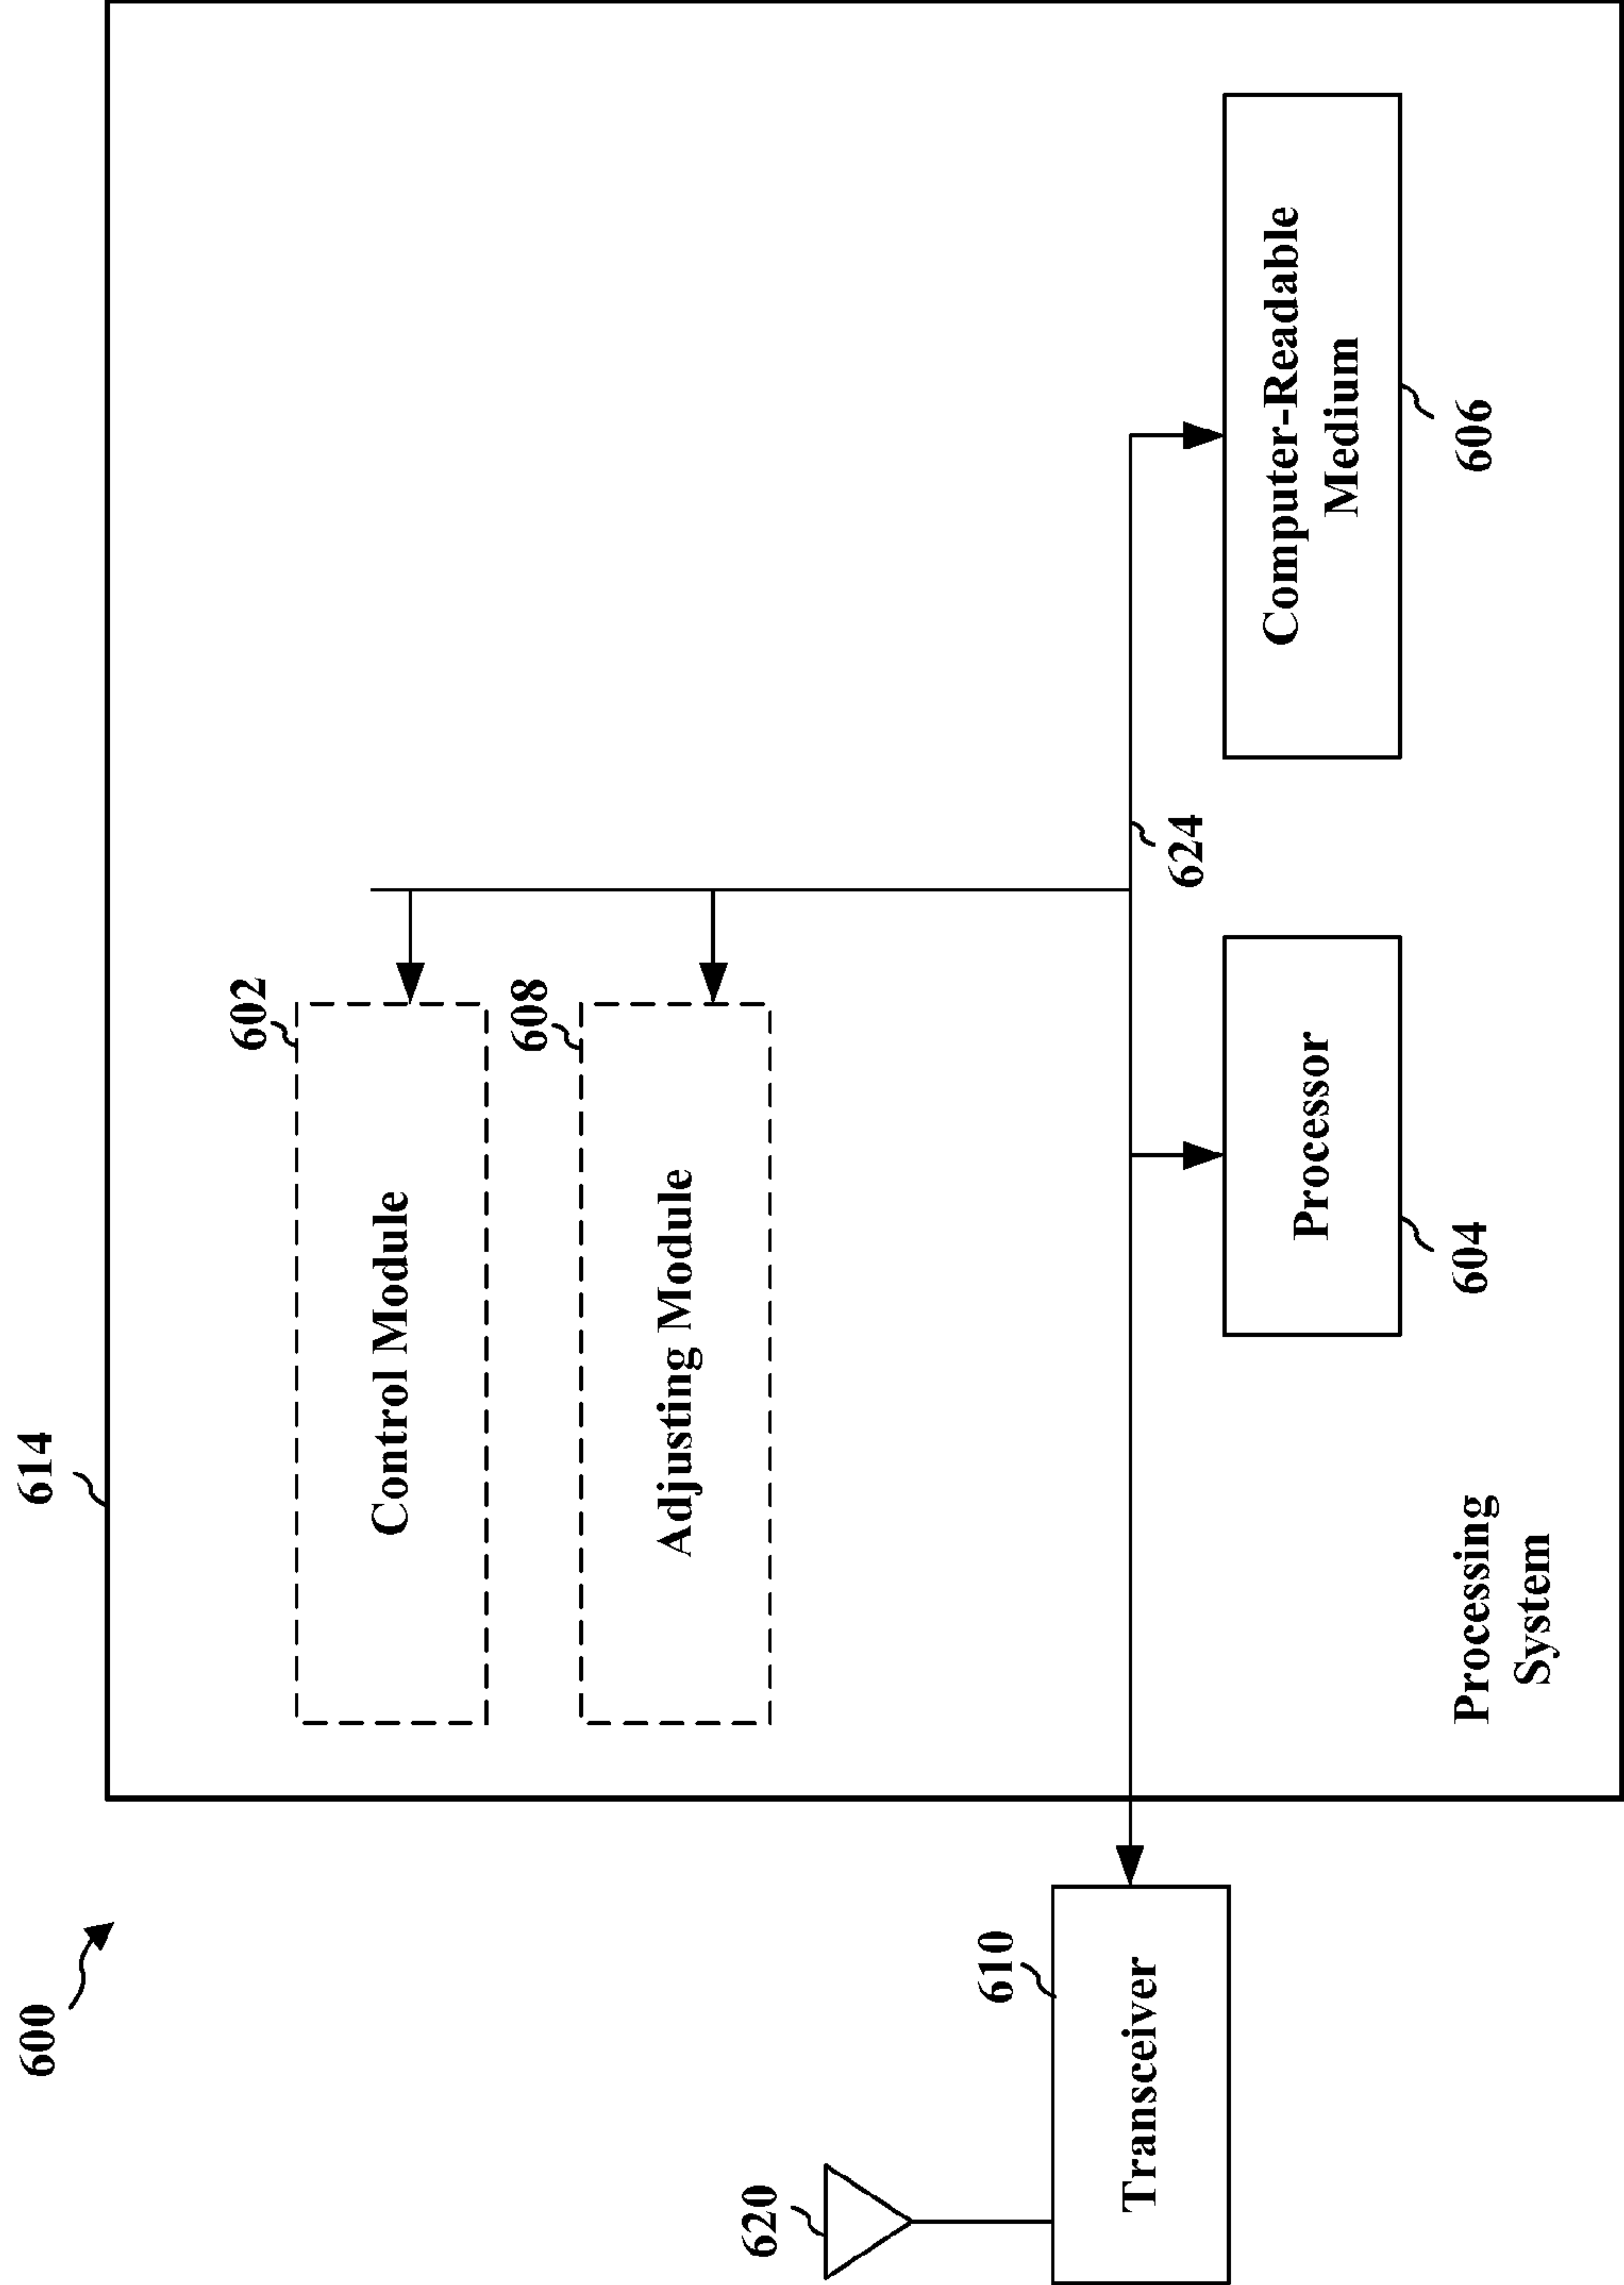 600
614
602
Control Module
608
Adjusting Module
620
610
Transceiver
624
Processor
604
Computer-Readable
Medium
606
Processing
System